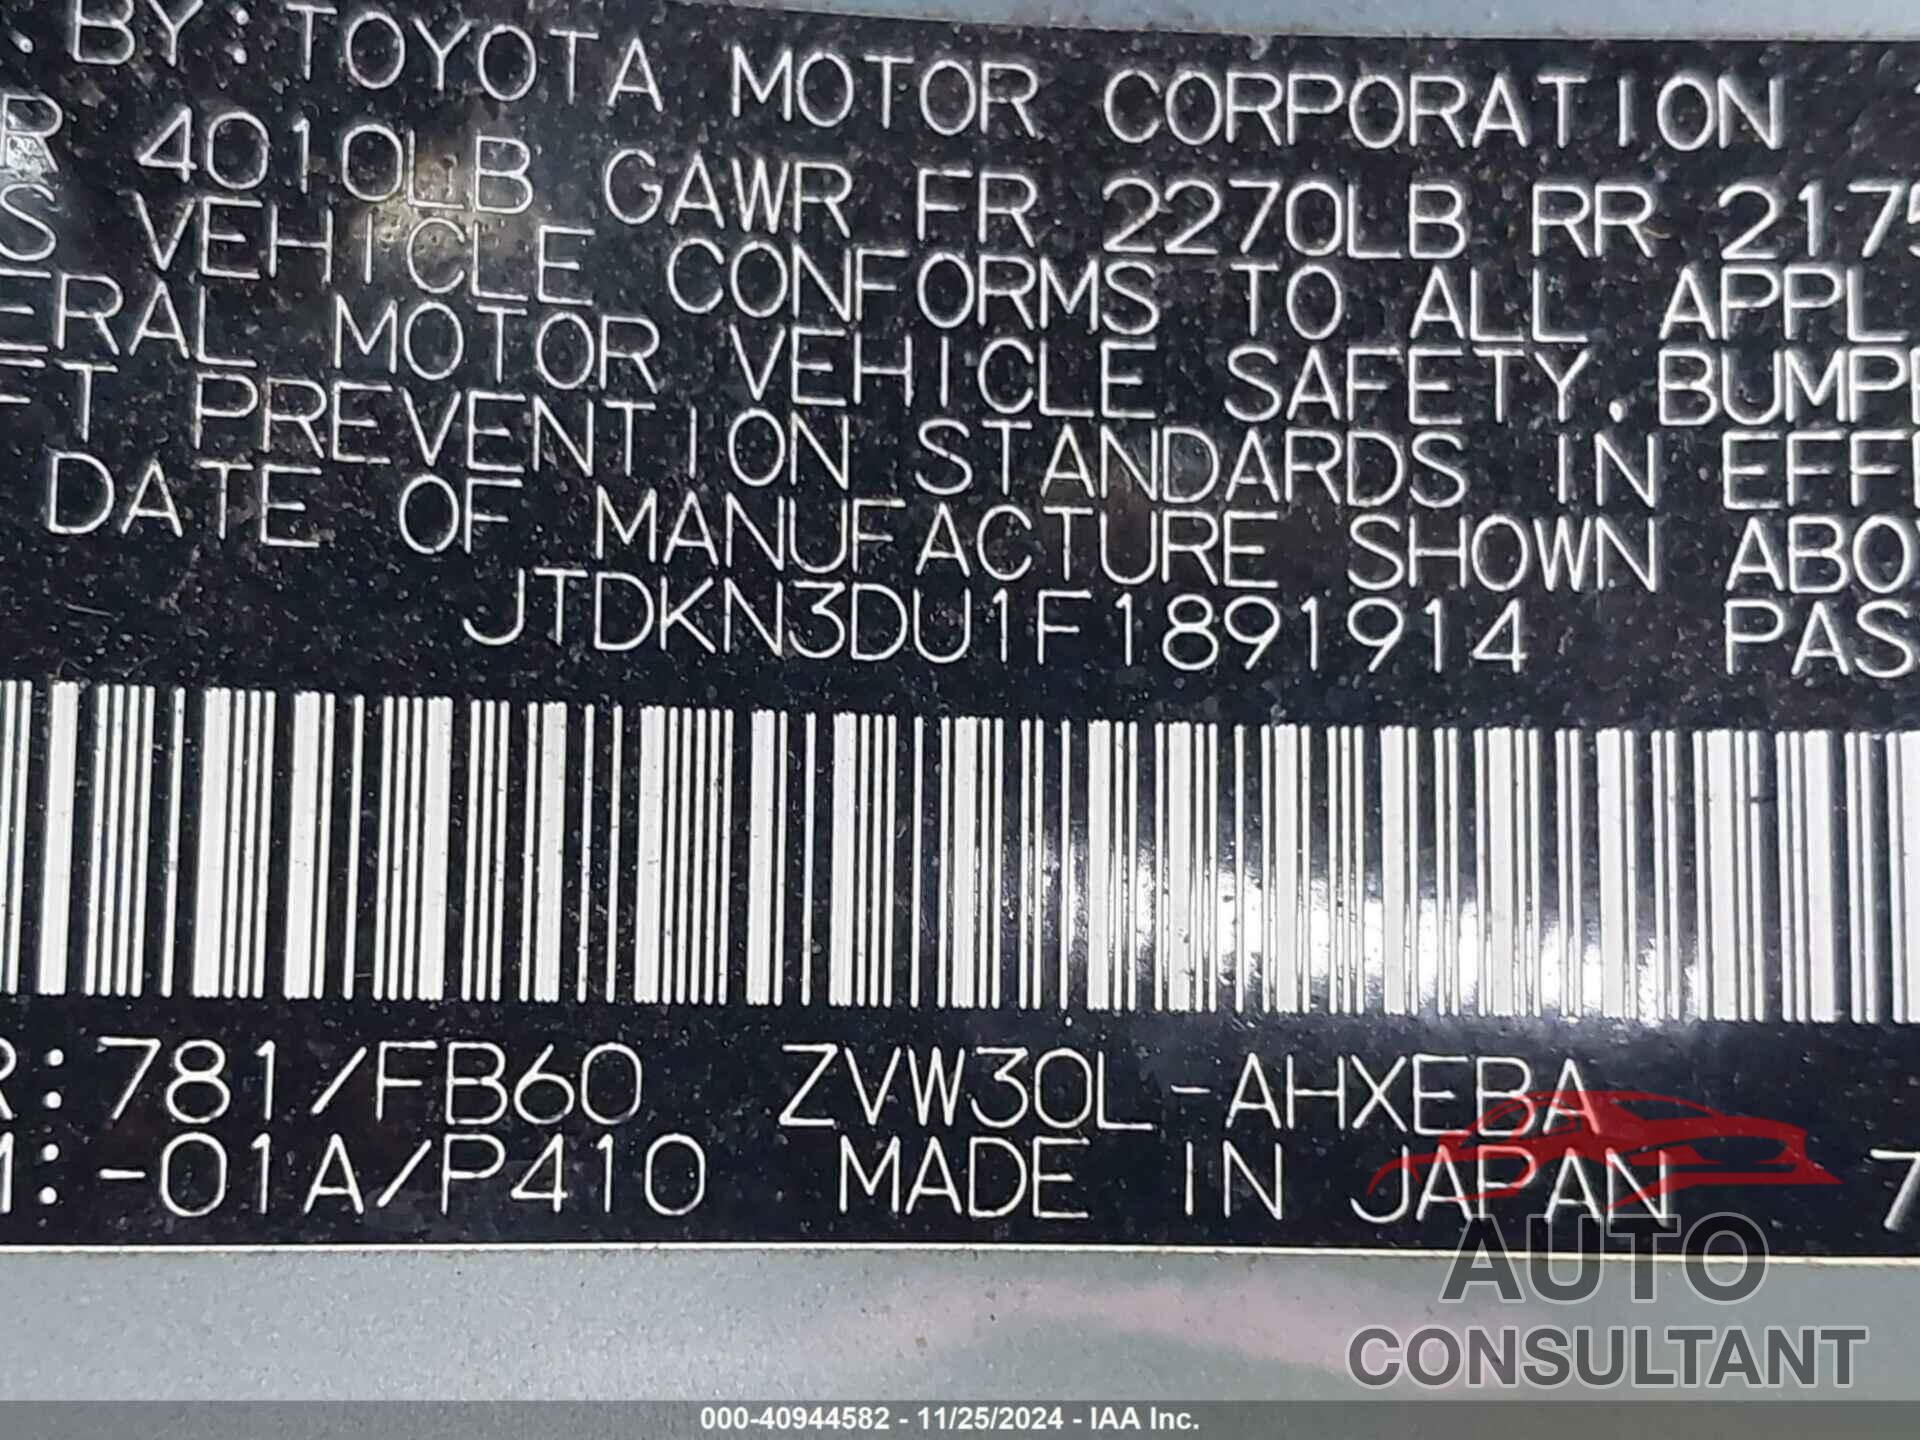 . BY: TOYOTA MOTOR CORPORATION
R 4010LB GAWR FR 2270LB RR 2175
S VEHICLE CONFORMS TO ALL APPL
ERAL MOTOR VEHICLE SAFETY, BUMP
FT PREVENTION STANDARDS IN EFF
DATE OF MANUFACTURE SHOWN ABO
JTDKN3DU1F1891914 PAS
R:781/FB60 ZVW30L-AHXEBA
M:-01A/P410 MADE IN JAPAN 7
AUTO
CONSULTANT
000-40944582 - 11/25/2024 - IAA Inc.